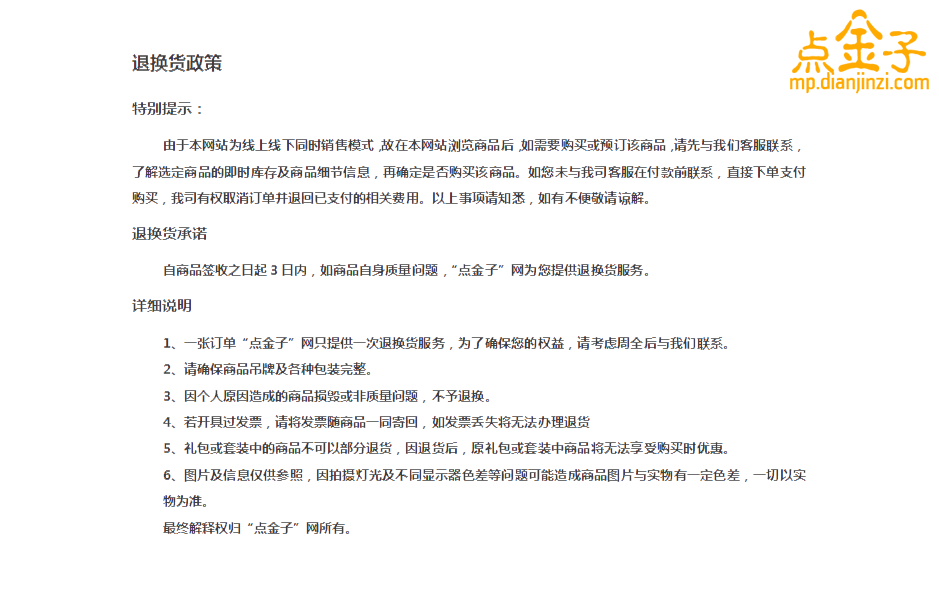 点金子
mp.dianjinzi.com
退换货政策
特别提示：
由于本网站为线上线下同时销售模式,故在本网站浏览商品后,如需要购买或预订该商品,请先与我们客服联系，
了解选定商品的即时库存及商品细节信息，再确定是否购买该商品。如您未与我司客服在付款前联系，直接下单支付
购买，我司有权取消订单并退回已支付的相关费用。以上事项请知悉，如有不便敬请谅解。
退换货承诺
自商品签收之日起 3 日内，如商品自身质量问题，“点金子”网为您提供退换货服务。
详细说明
1、一张订单“点金子”网只提供一次退换货服务，为了确保您的权益，请考虑周全后与我们联系。
2、请确保商品吊牌及各种包装完整。
3、因个人原因造成的商品损毁或非质量问题，不予退换。
4、若开具过发票，请将发票随商品一同寄回，如发票丢失将无法办理退货
5、礼包或套装中的商品不可以部分退货，因退货后，原礼包或套装中商品将无法享受购买时优惠。
6、图片及信息仅供参照，因拍摄灯光及不同显示器色差等问题可能造成商品图片与实物有一定色差，一切以实
物为准。
最终解释权归“点金子”网所有。